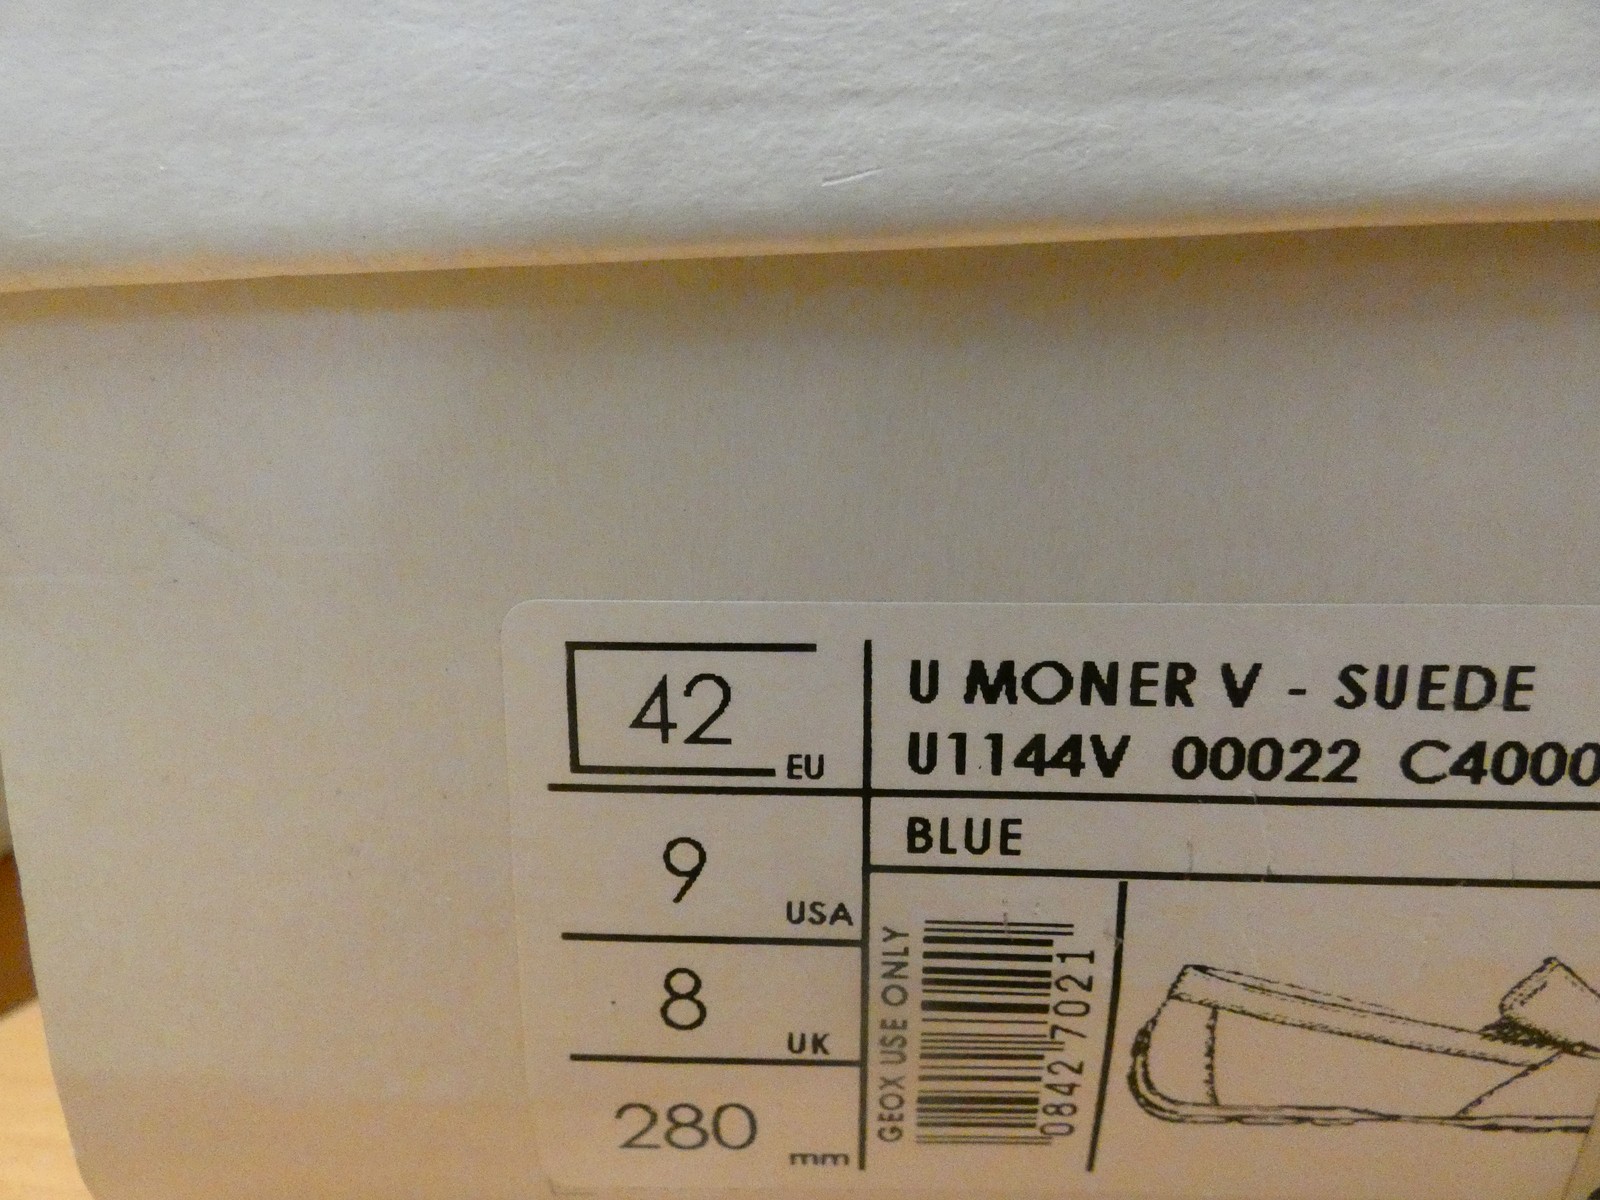 42 EU
U MONER V - SUEDE
U1144V 00022 C4000
BLUE
9 USA
8 UK
280 mm
GEOX USE ONLY
0842 7021